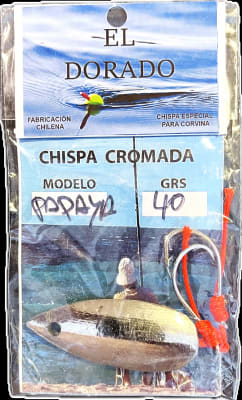 EL
DORADO
FABRICACIÓN
CHILENA
CHISPA ESPECIAL
PARA CORVINA
CHISPA CROMADA
MODELO GRS
PAPAYA 40